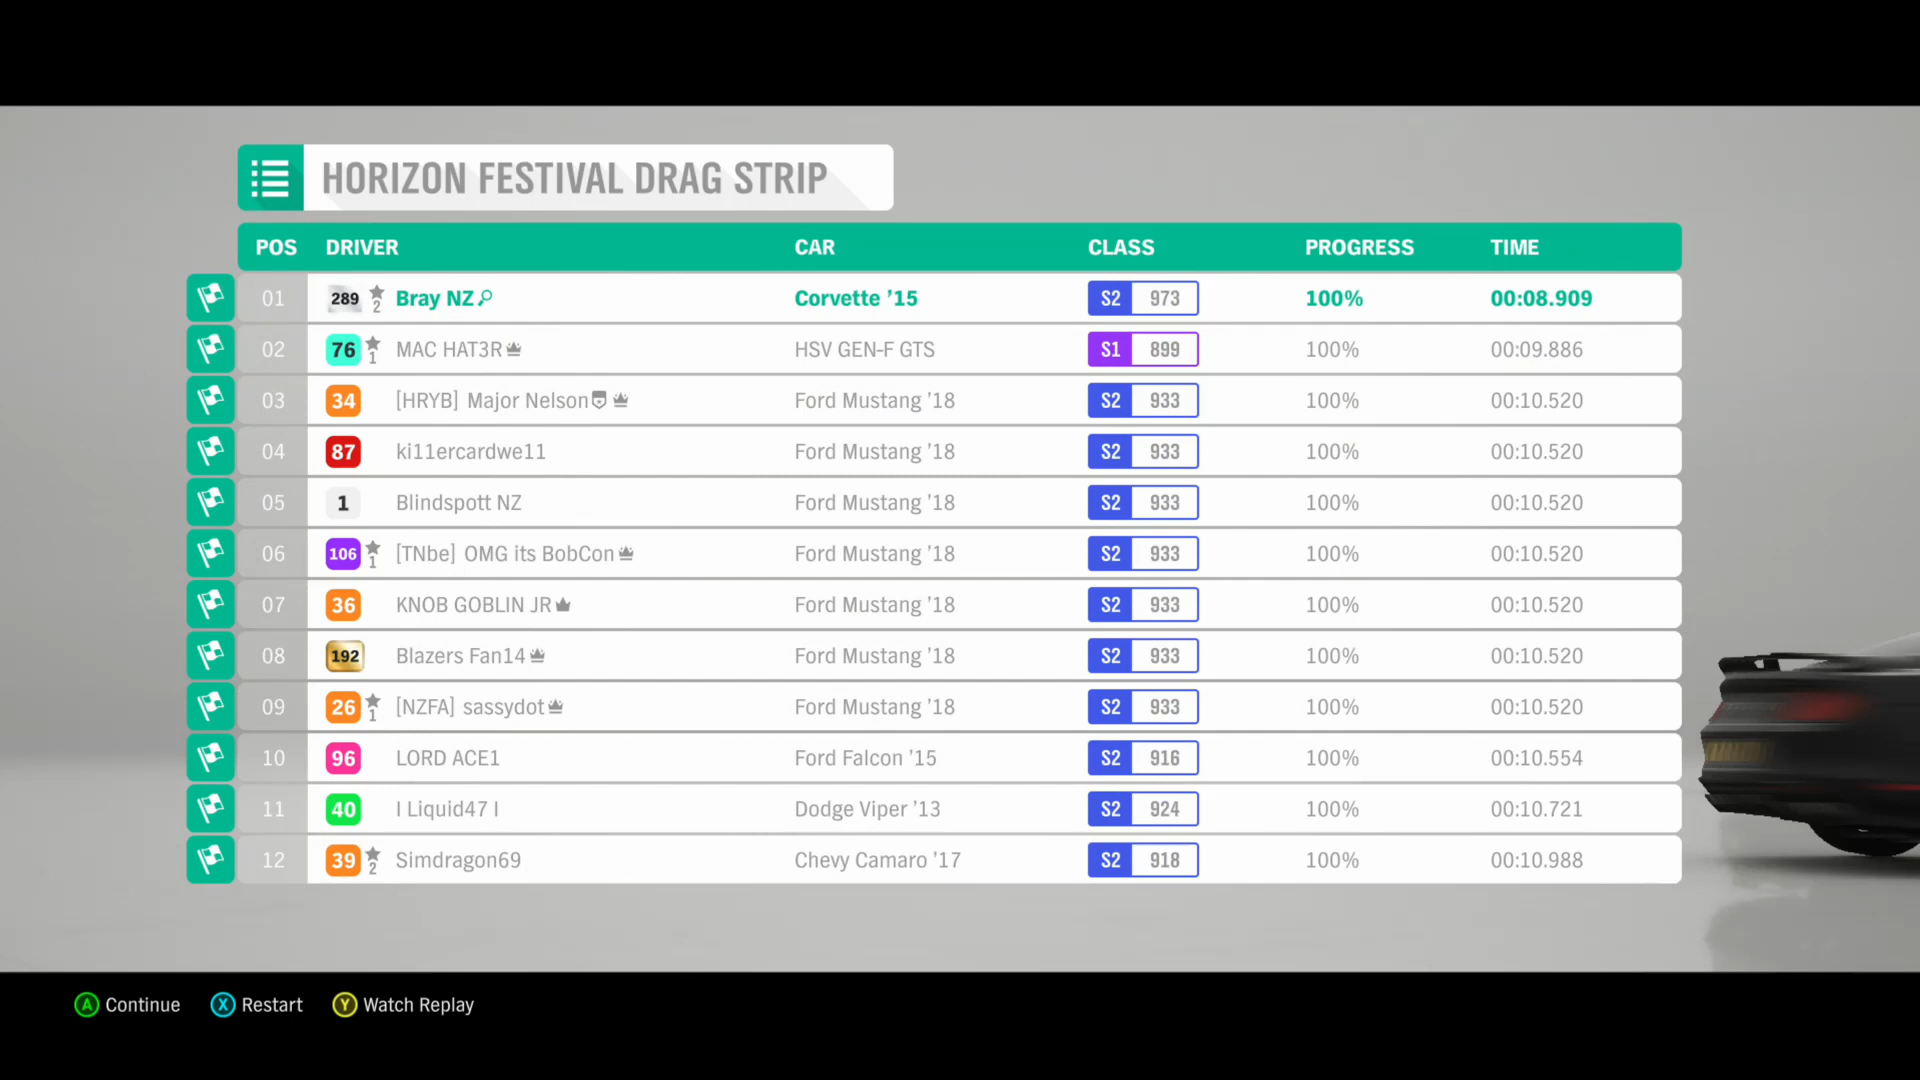 HORIZON FESTIVAL DRAG STRIP
POS DRIVER CAR CLASS PROGRESS TIME
01 289 2 Bray NZ Corvette '15 S2 973 100% 00:08.909
02 76 1 MAC HAT3R HSV GEN-F GTS S1 899 100% 00:09.886
03 34 [HRYB] Major Nelson Ford Mustang '18 S2 933 100% 00:10.520
04 87 ki11ercardwe11 Ford Mustang '18 S2 933 100% 00:10.520
05 1 Blindspott NZ Ford Mustang '18 S2 933 100% 00:10.520
06 106 1 [TNbe] OMG its BobCon Ford Mustang '18 S2 933 100% 00:10.520
07 36 KNOB GOBLIN JR Ford Mustang '18 S2 933 100% 00:10.520
08 192 Blazers Fan14 Ford Mustang '18 S2 933 100% 00:10.520
09 26 1 [NZFA] sassydot Ford Mustang '18 S2 933 100% 00:10.520
10 96 LORD ACE1 Ford Falcon '15 S2 916 100% 00:10.554
11 40 I Liquid47 I Dodge Viper '13 S2 924 100% 00:10.721
12 39 2 Simdragon69 Chevy Camaro '17 S2 918 100% 00:10.988
A Continue X Restart Y Watch Replay